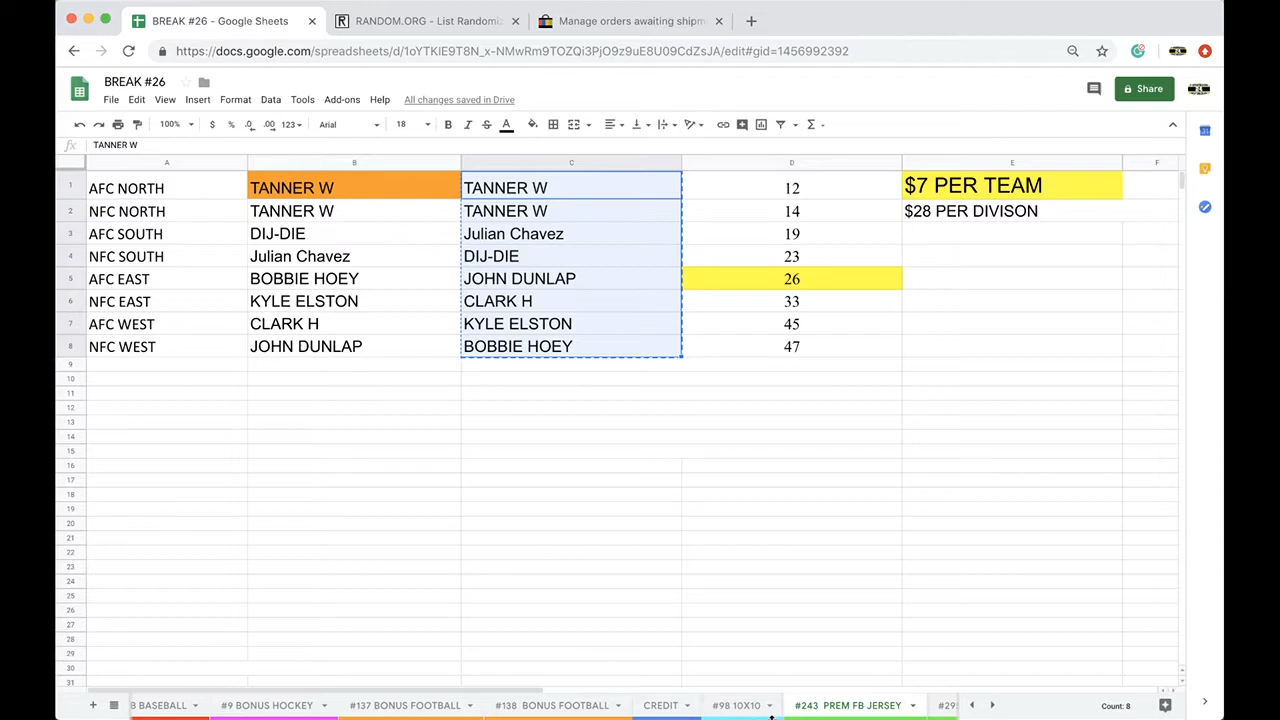 BREAK #26 - Google Sheets
RANDOM.ORG - List Randomiz
Manage orders awaiting shipm
https://docs.google.com/spreadsheets/d/1oYTKIE9T8N_x-NMwRm9TOZQi3PjO9z9uE8U09CdZsJA/edit#gid=1456992392
BREAK #26
File Edit View Insert Format Data Tools Add-ons Help All changes saved in Drive
Share
100% $ % .0 .00 123 Arial 18 B I S A
fx TANNER W
A B C D E F
1 AFC NORTH TANNER W TANNER W 12 $7 PER TEAM
2 NFC NORTH TANNER W TANNER W 14 $28 PER DIVISON
3 AFC SOUTH DIJ-DIE Julian Chavez 19
4 NFC SOUTH Julian Chavez DIJ-DIE 23
5 AFC EAST BOBBIE HOEY JOHN DUNLAP 26
6 NFC EAST KYLE ELSTON CLARK H 33
7 AFC WEST CLARK H KYLE ELSTON 45
8 NFC WEST JOHN DUNLAP BOBBIE HOEY 47
9
10
11
12
13
14
15
16
17
18
19
20
21
22
23
24
25
26
27
28
29
30
31
B BASEBALL #9 BONUS HOCKEY #137 BONUS FOOTBALL #138 BONUS FOOTBALL CREDIT #98 10X10 #243 PREM FB JERSEY #29 Count: 8